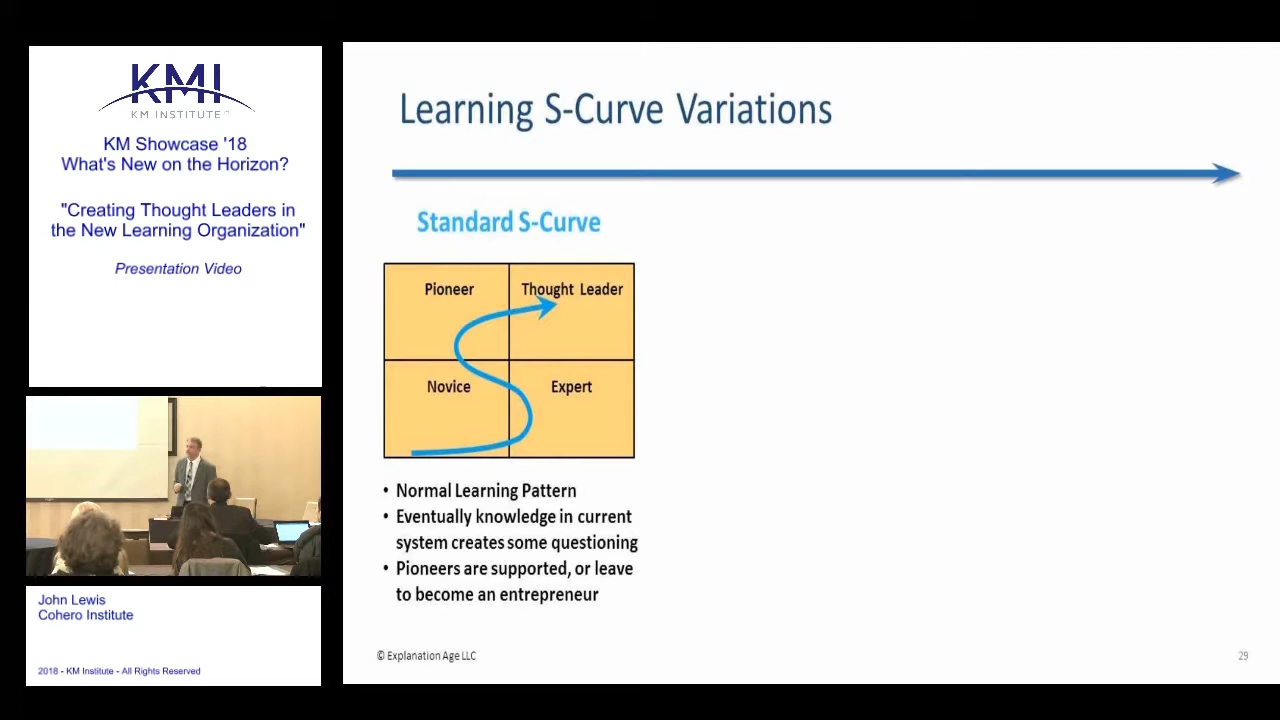 KMI
KM INSTITUTE
KM Showcase '18
What's New on the Horizon?
"Creating Thought Leaders in
the New Learning Organization"
Presentation Video
John Lewis
Cohero Institute
2018 - KM Institute - All Rights Reserved
Learning S-Curve Variations
Standard S-Curve
Pioneer
Thought Leader
Novice
Expert
• Normal Learning Pattern
• Eventually knowledge in current
system creates some questioning
• Pioneers are supported, or leave
to become an entrepreneur
© Explanation Age LLC
29